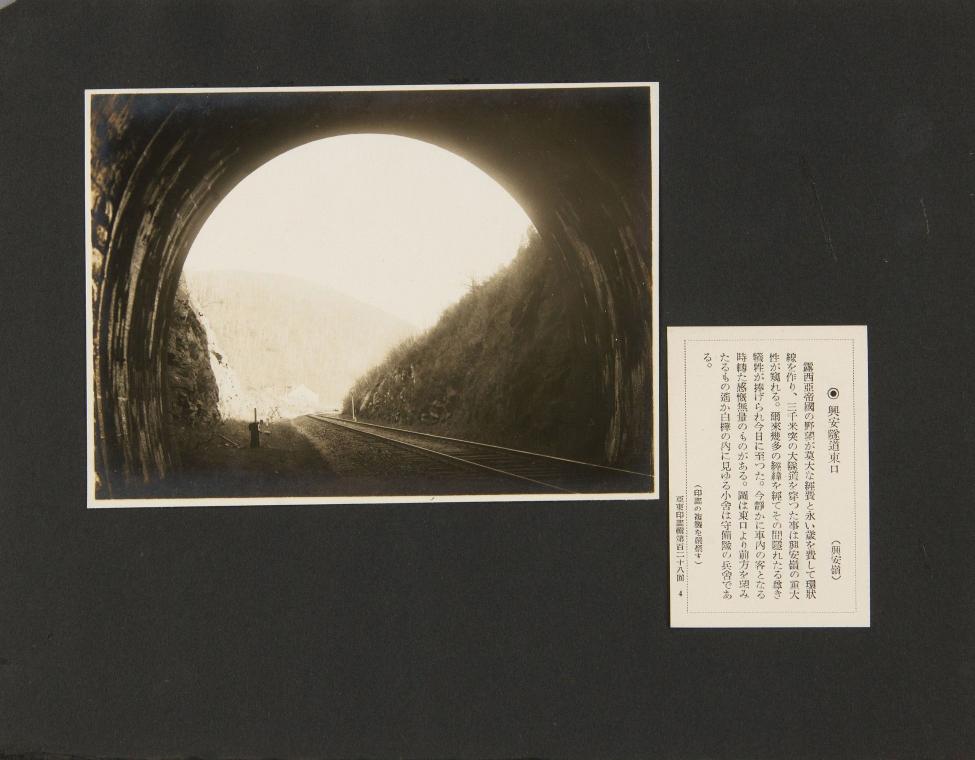 ◉ 興安隧道東口 （興安嶺）
露西亞帝國の野望が莫大な經費と永い歲を費して環狀
線を作り、三千米突の大隧道を穿つた事は興安嶺の重大
性が窺れる。爾來幾多の經緯を經てその間隱れたる尊き
犧牲が捧げられ今日に至つた。今靜かに車內の客となる
時轉た感慨無量のものがある。圖は東口より前方を望み
たるもの遙か白樺の內に見ゆる小舍は守備隊の兵舍であ
る。
（印畫の複製を嚴禁す）
亞東印畫輯第百二十八回 4